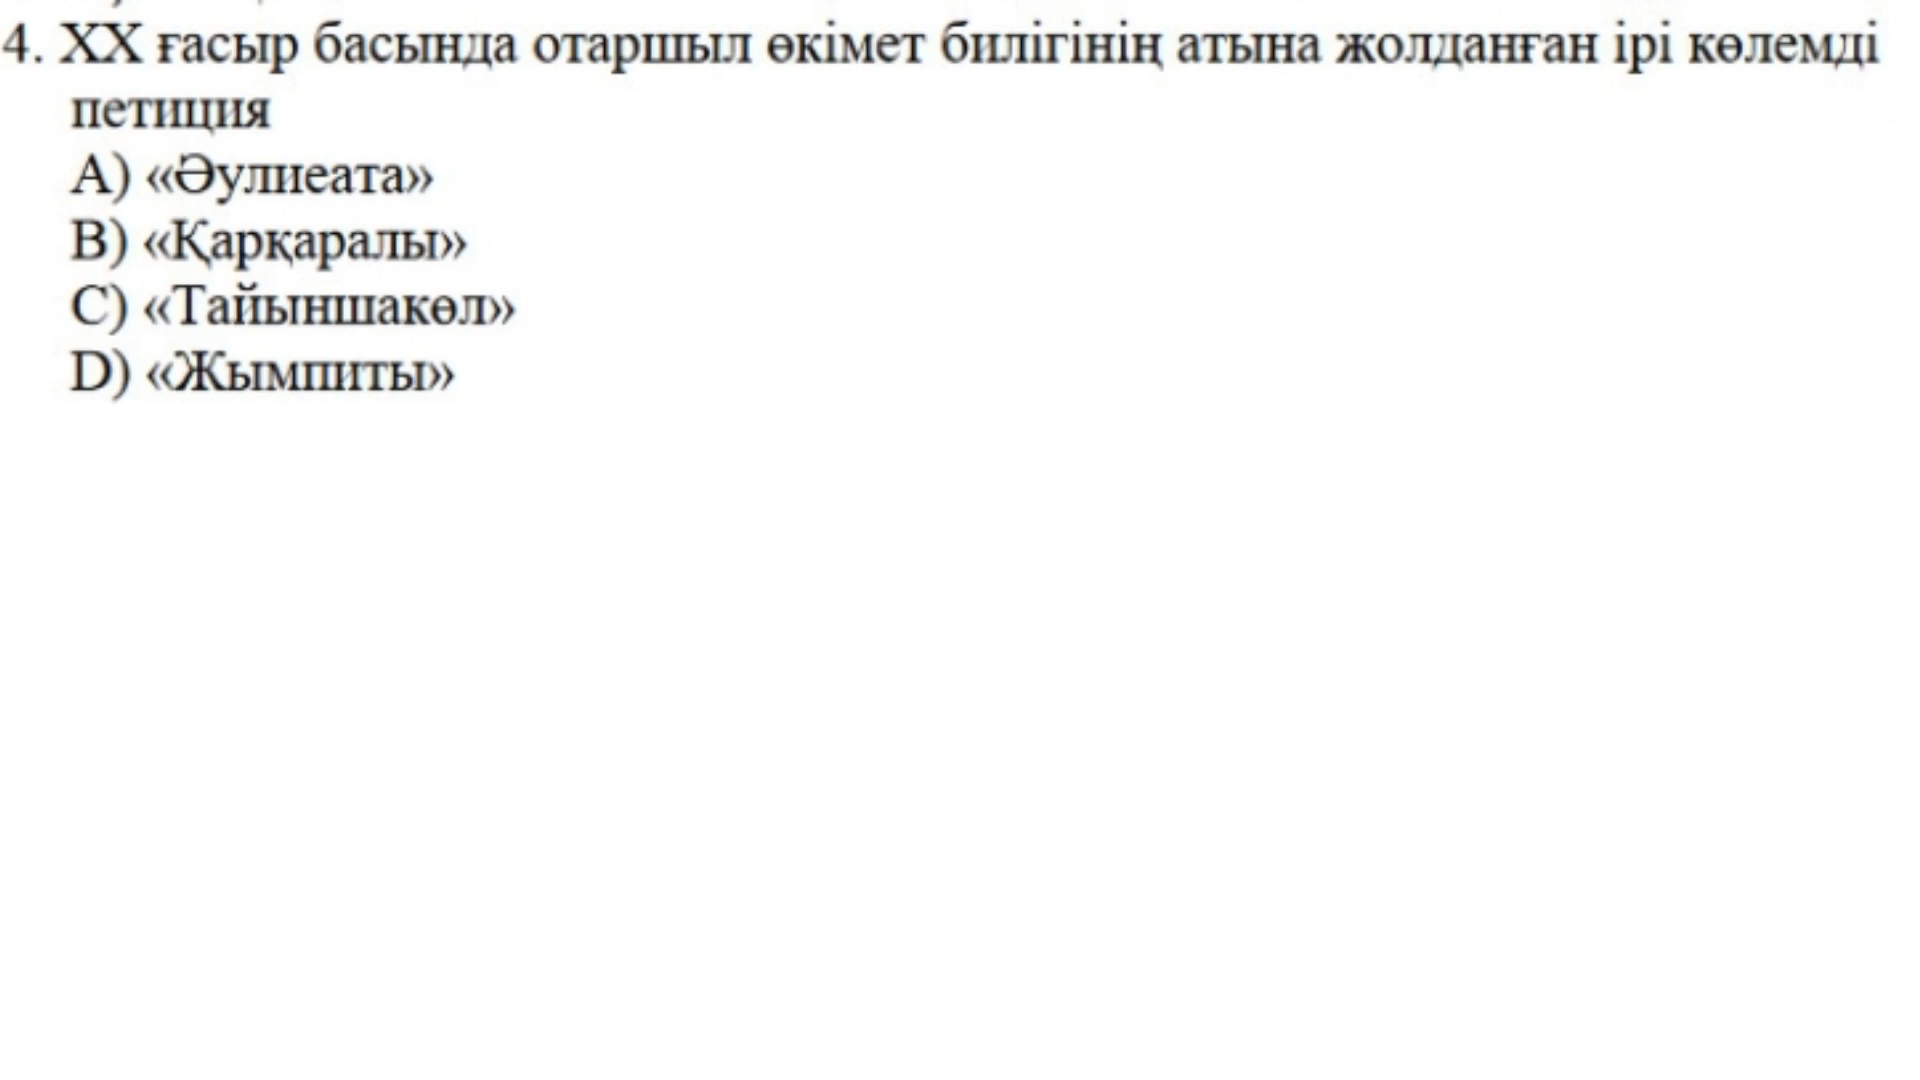 4. XX ғасыр басында отаршыл өкімет билігінің атына жолданған ірі көлемді
петиция
A) «Әулиеата»
B) «Қарқаралы»
C) «Тайыншакөл»
D) «Жымпиты»